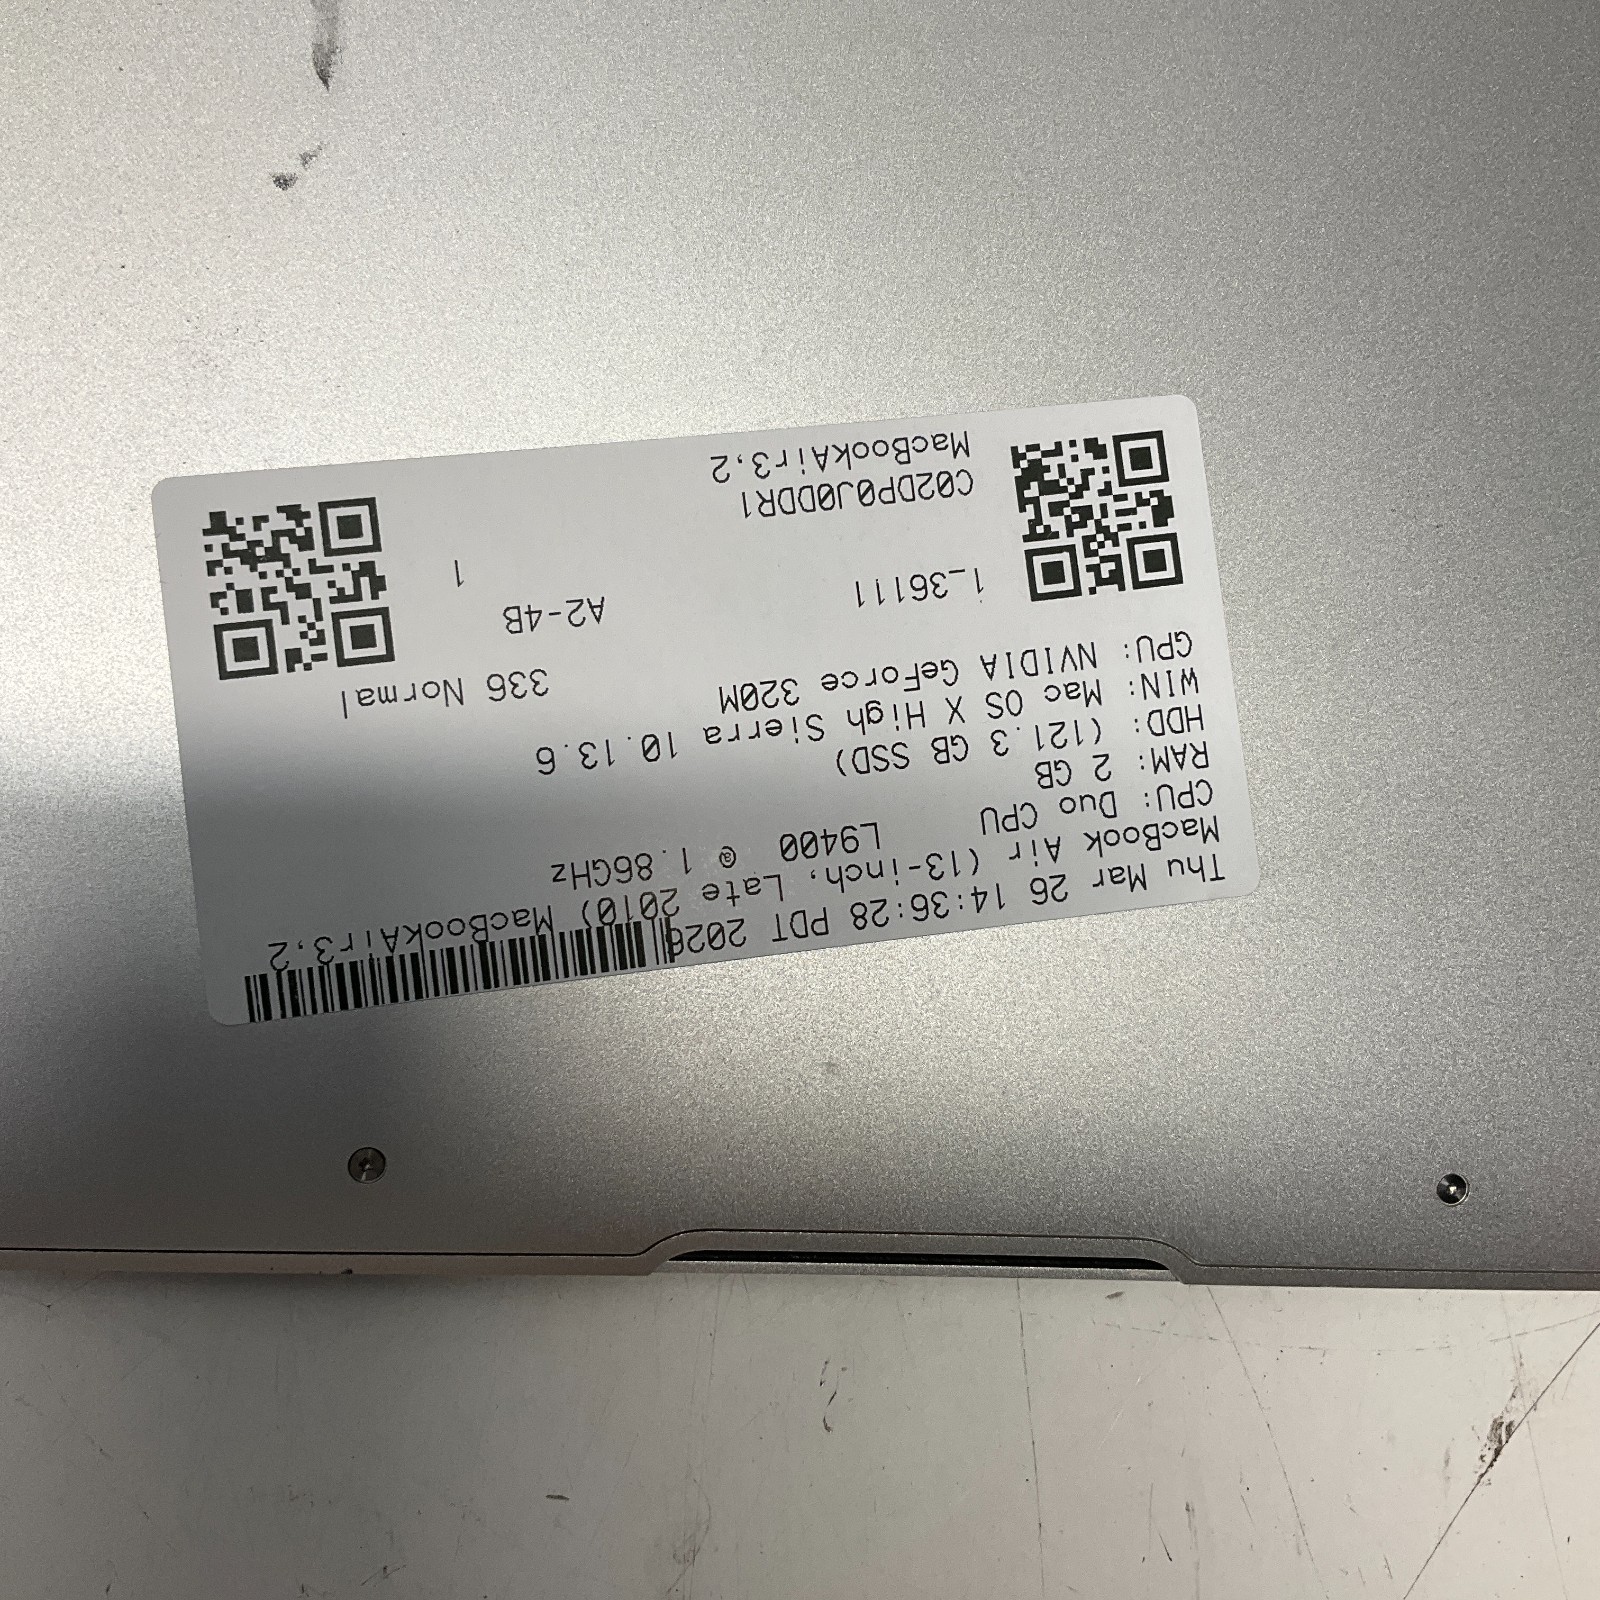 Thu Mar 26 14:36:28 PDT 2026
MacBook Air (13-inch, Late 2010) MacBookAir3,2
CPU: Duo CPU L9400 @ 1.86GHz
RAM: 2 GB
HDD: (121.3 GB SSD)
WIN: Mac OS X High Sierra 10.13.6
GPU: NVIDIA GeForce 320M
336 Normal
1_36111
A2-4B
1
C02DP0J0DDR1
MacBookAir3,2